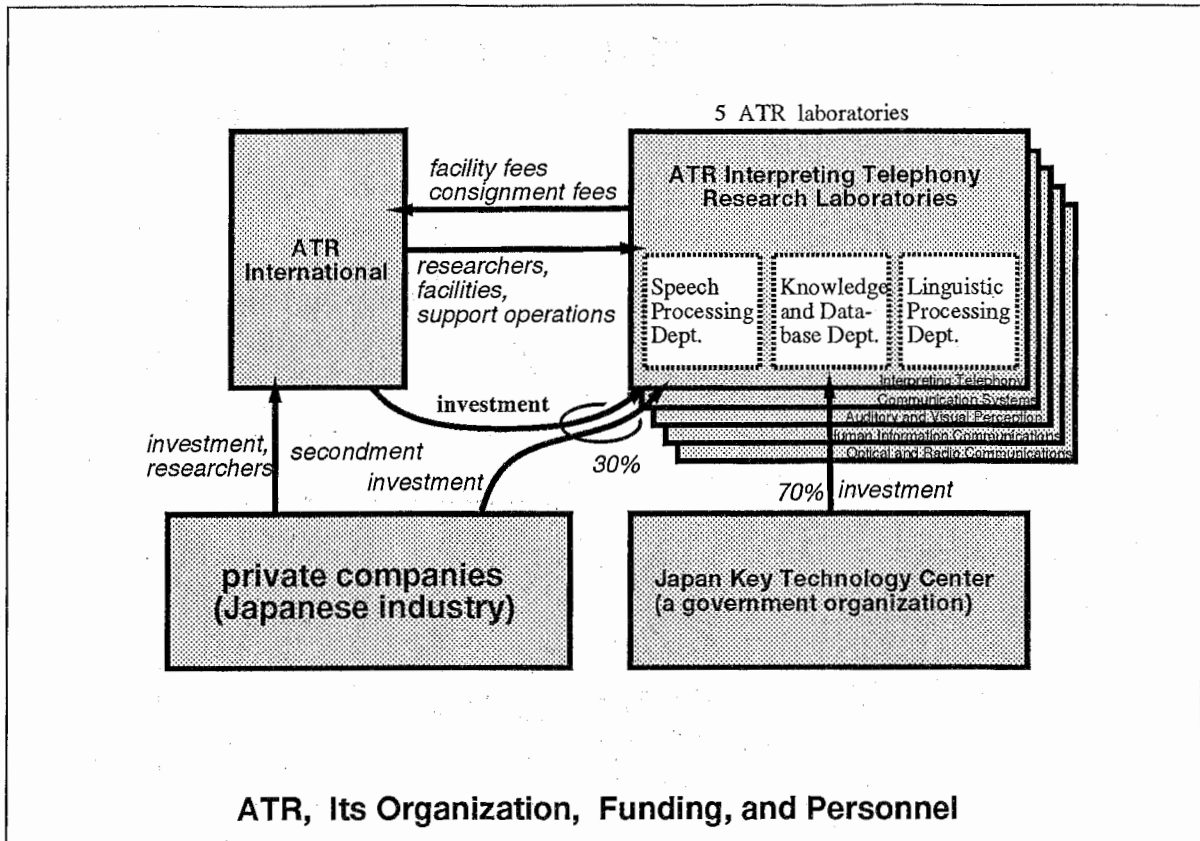 5 ATR laboratories
ATR Interpreting Telephony
Research Laboratories
facility fees
consignment fees
ATR
International
researchers,
facilities,
support operations
Speech
Processing
Dept.
Knowledge
and Data-
base Dept.
Linguistic
Processing
Dept.
Interpreting Telephony
Communication Systems
Auditory and Visual Perception
Human Information Communications
Optical and Radio Communications
investment
30%
investment,
researchers
secondment
investment
70% investment
private companies
(Japanese industry)
Japan Key Technology Center
(a government organization)
ATR, Its Organization, Funding, and Personnel